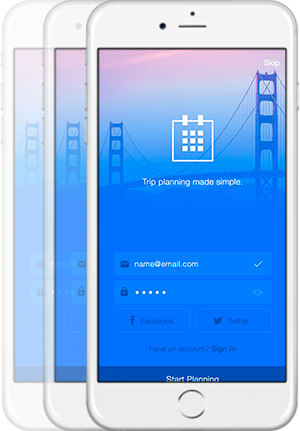 Skip
Trip planning made simple.
name@email.com
Facebook
Twitter
Have an account? Sign In
Start Planning